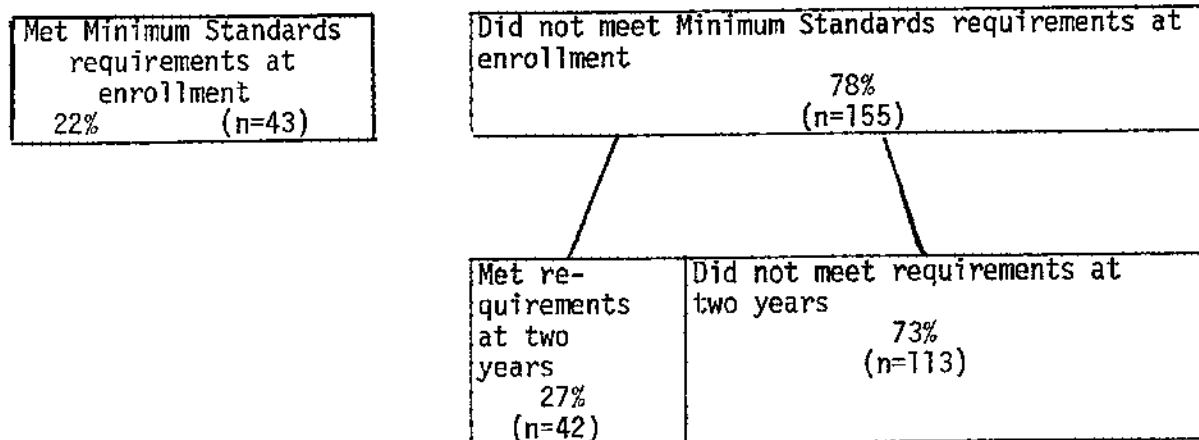 Met Minimum Standards
requirements at
enrollment
22% (n=43)
Did not meet Minimum Standards requirements at
enrollment
78%
(n=155)
Met re-
quirements
at two
years
27%
(n=42)
Did not meet requirements at
two years
73%
(n=113)